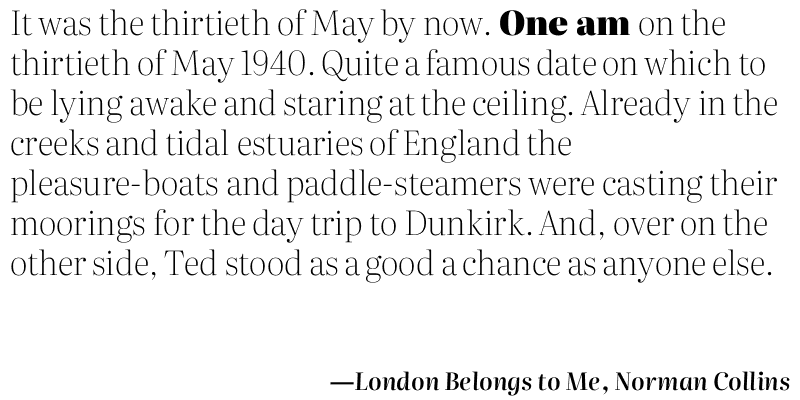 It was the thirtieth of May by now. One am on the
thirtieth of May 1940. Quite a famous date on which to
be lying awake and staring at the ceiling. Already in the
creeks and tidal estuaries of England the
pleasure-boats and paddle-steamers were casting their
moorings for the day trip to Dunkirk. And, over on the
other side, Ted stood as a good a chance as anyone else.
—London Belongs to Me, Norman Collins